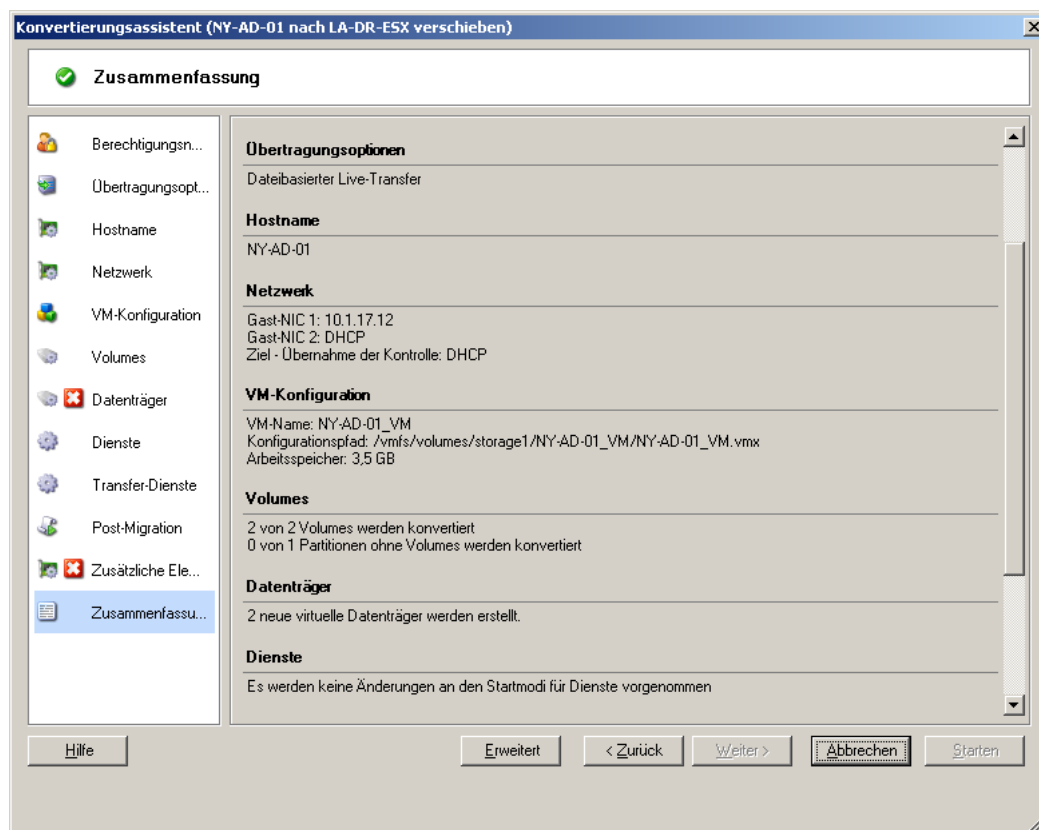 Konvertierungsassistent (NY-AD-01 nach LA-DR-ESX verschieben)
Zusammenfassung
Berechtigungsn...
Übertragungsopt...
Hostname
Netzwerk
VM-Konfiguration
Volumes
Datenträger
Dienste
Transfer-Dienste
Post-Migration
Zusätzliche Ele...
Zusammenfassu...
Übertragungsoptionen
Dateibasierter Live-Transfer
Hostname
NY-AD-01
Netzwerk
Gast-NIC 1: 10.1.17.12
Gast-NIC 2: DHCP
Ziel - Übernahme der Kontrolle: DHCP
VM-Konfiguration
VM-Name: NY-AD-01_VM
Konfigurationspfad: /vmfs/volumes/storage1/NY-AD-01_VM/NY-AD-01_VM.vmx
Arbeitsspeicher: 3,5 GB
Volumes
2 von 2 Volumes werden konvertiert
0 von 1 Partitionen ohne Volumes werden konvertiert
Datenträger
2 neue virtuelle Datenträger werden erstellt.
Dienste
Es werden keine Änderungen an den Startmodi für Dienste vorgenommen
Hilfe
Erweitert
< Zurück
Weiter >
Abbrechen
Starten